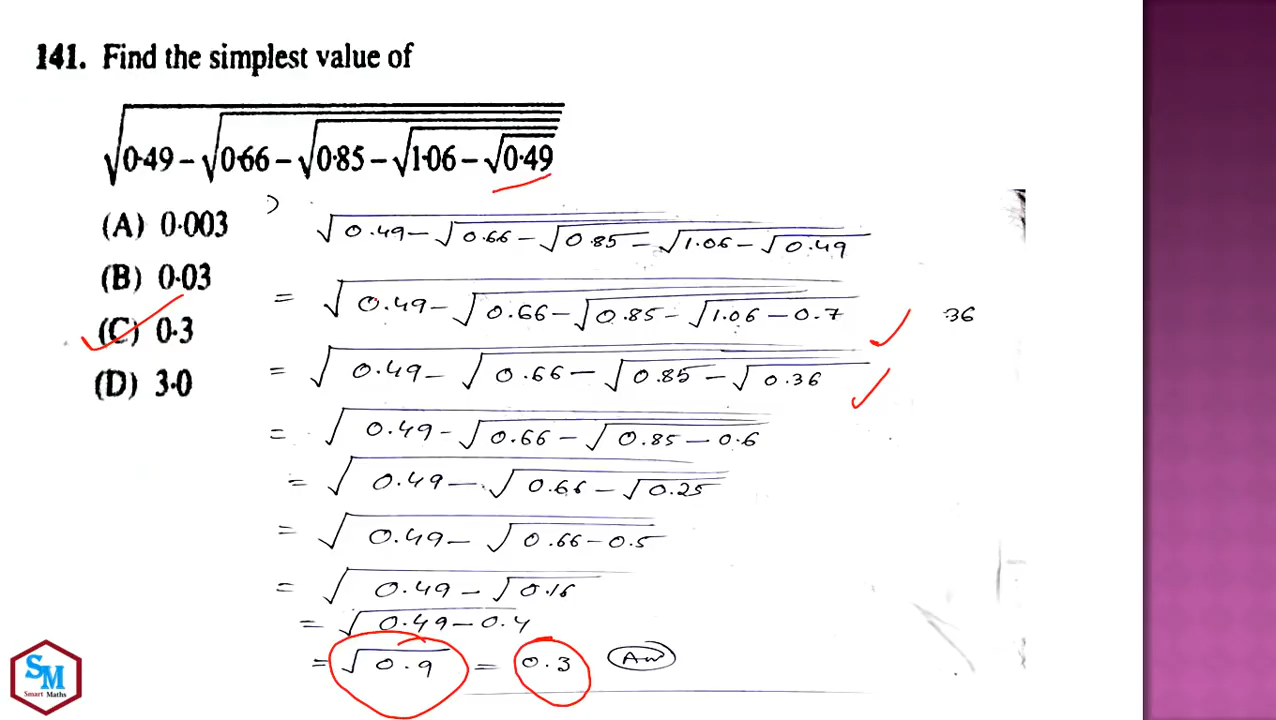 141. Find the simplest value of
√0·49 – √0·66 – √0·85 – √1·06 – √0·49
(A) 0·003
(B) 0·03
(C) 0·3
(D) 3·0
) √0.49 – √0.66 – √0.85 – √1.06 – √0.49
= √0.49 – √0.66 – √0.85 – √1.06 – 0.7
·36
= √0.49 – √0.66 – √0.85 – √0.36
= √0.49 - √0.66 – √0.85 – 0.6
= √0.49 – √0.66 – √0.25
= √0.49 – √0.66 – 0.5
= √0.49 – √0.16
= √0.49 – 0.4
= √0.9 = 0.3 Ans
SM
Smart Maths